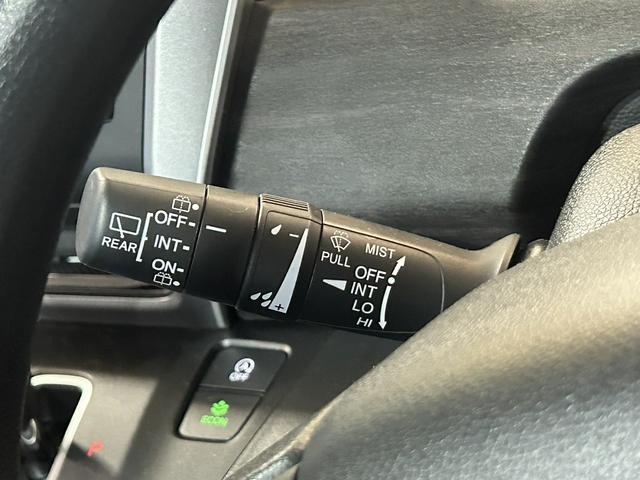 REAR
OFF
INT
ON
-
+
PULL
MIST
OFF
INT
LO
HI
OFF
ECON
P